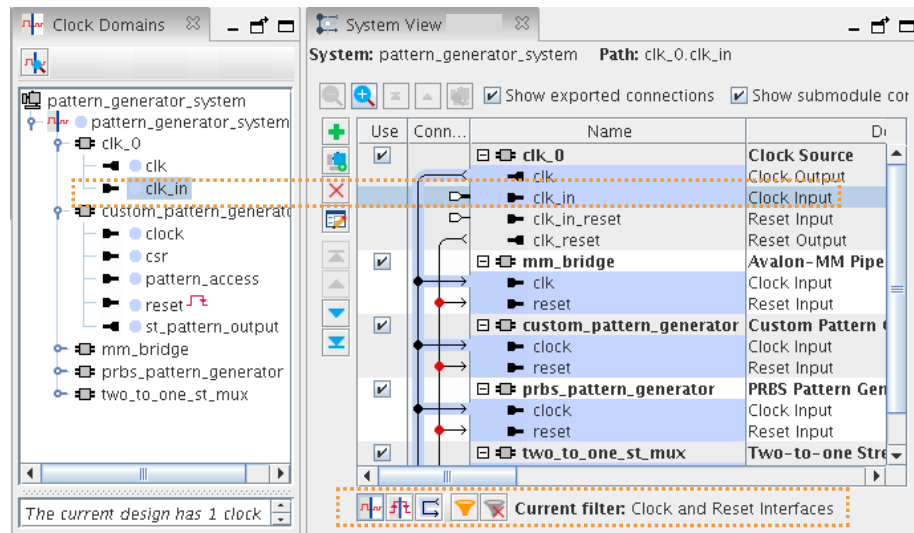 Clock Domains
pattern_generator_system
pattern_generator_system
clk_0
clk
clk_in
custom_pattern_generato
clock
csr
pattern_access
reset
st_pattern_output
mm_bridge
prbs_pattern_generator
two_to_one_st_mux
The current design has 1 clock
System View
System: pattern_generator_system Path: clk_0.clk_in
Show exported connections Show submodule cor
Use Conn... Name
clk_0 Clock Source
clk Clock Output
clk_in Clock Input
clk_in_reset Reset Input
clk_reset Reset Output
mm_bridge Avalon-MM Pipe
clk Clock Input
reset Reset Input
custom_pattern_generator Custom Pattern
clock Clock Input
reset Reset Input
prbs_pattern_generator PRBS Pattern Gen
clock Clock Input
reset Reset Input
two_to_one_st_mux Two-to-one Stre
Current filter: Clock and Reset Interfaces